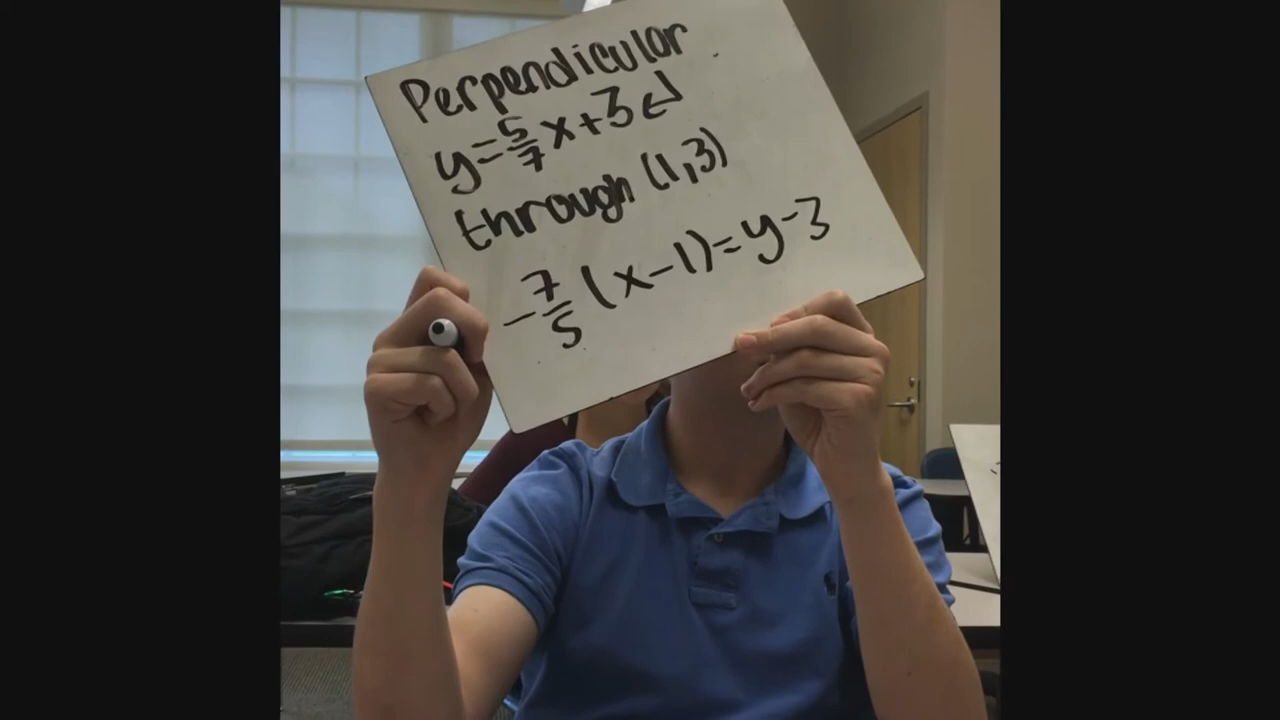 Perpendicular
y=5/7x+3↵
through (1,3)
-7/5(x-1)=y-3